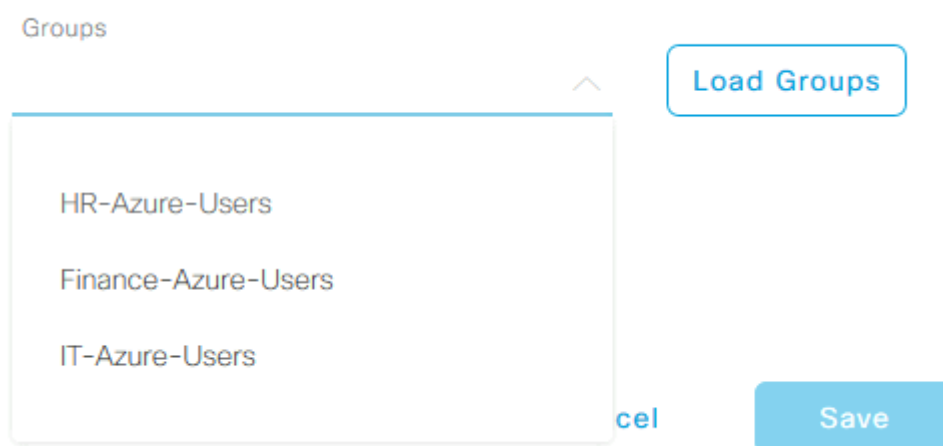 Groups
Load Groups
HR-Azure-Users
Finance-Azure-Users
IT-Azure-Users
cel
Save